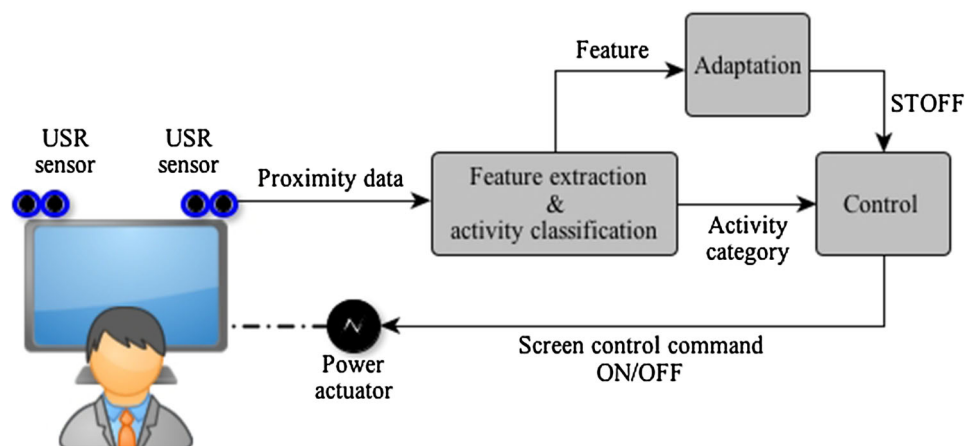 Feature
Adaptation
STOFF
USR
sensor
USR
sensor
Proximity data
Feature extraction
&
activity classification
Activity
category
Control
Screen control command
ON/OFF
Power
actuator